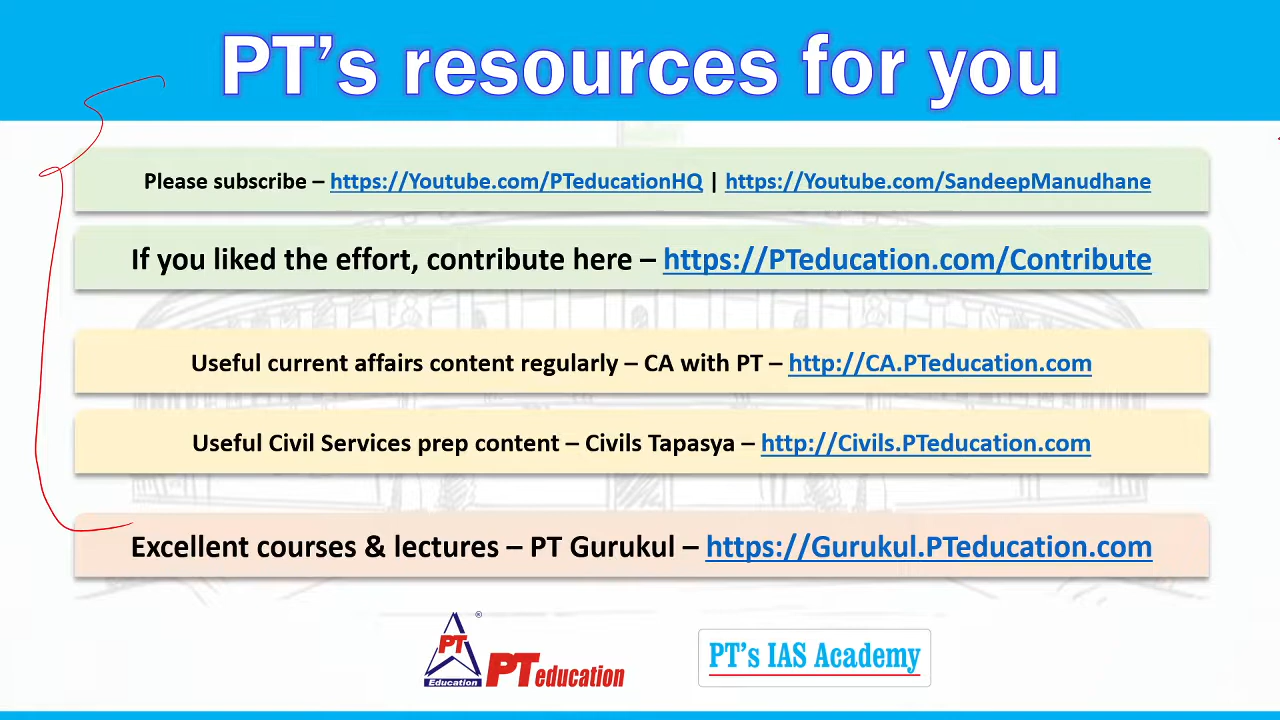 PT’s resources for you
Please subscribe – https://Youtube.com/PTeducationHQ | https://Youtube.com/SandeepManudhane
If you liked the effort, contribute here – https://PTeducation.com/Contribute
Useful current affairs content regularly – CA with PT – http://CA.PTeducation.com
Useful Civil Services prep content – Civils Tapasya – http://Civils.PTeducation.com
Excellent courses & lectures – PT Gurukul – https://Gurukul.PTeducation.com
PT ®
Education
PT education
PT’s IAS Academy